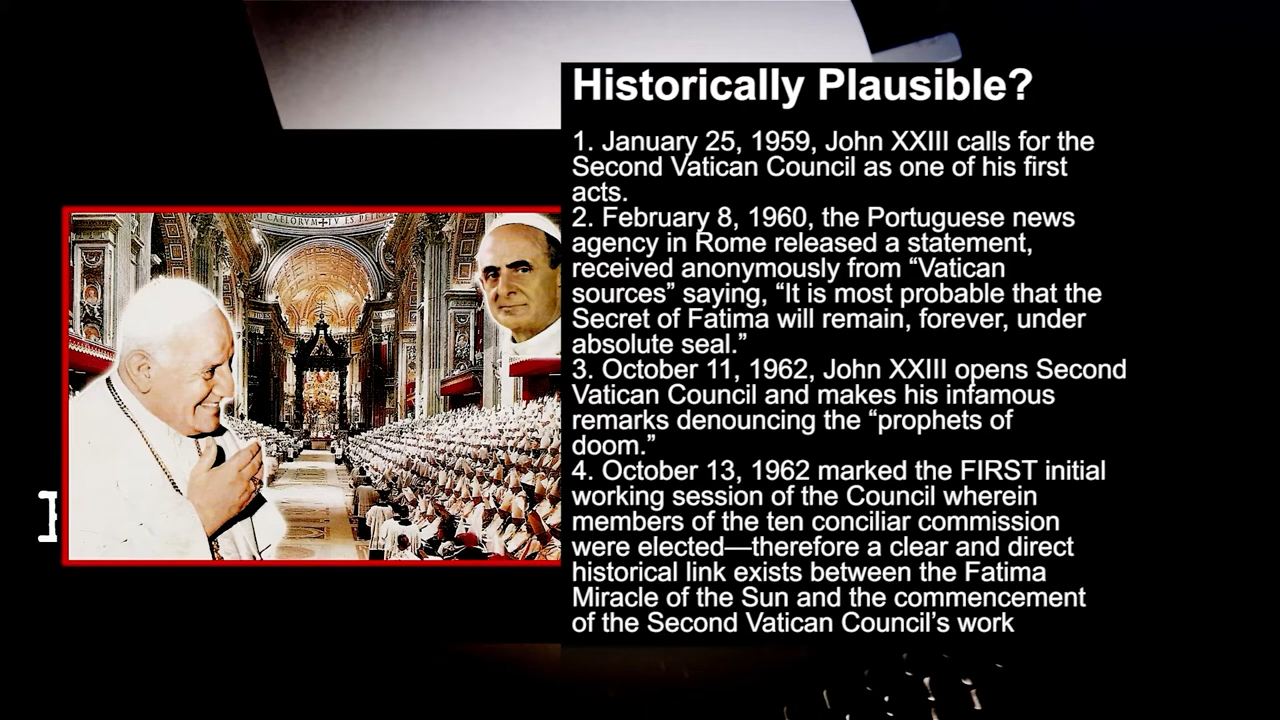 CAELORVM ✝ TV ES PE
Historically Plausible?
1. January 25, 1959, John XXIII calls for the
Second Vatican Council as one of his first
acts.
2. February 8, 1960, the Portuguese news
agency in Rome released a statement,
received anonymously from “Vatican
sources” saying, “It is most probable that the
Secret of Fatima will remain, forever, under
absolute seal.”
3. October 11, 1962, John XXIII opens Second
Vatican Council and makes his infamous
remarks denouncing the “prophets of
doom.”
4. October 13, 1962 marked the FIRST initial
working session of the Council wherein
members of the ten conciliar commission
were elected—therefore a clear and direct
historical link exists between the Fatima
Miracle of the Sun and the commencement
of the Second Vatican Council’s work